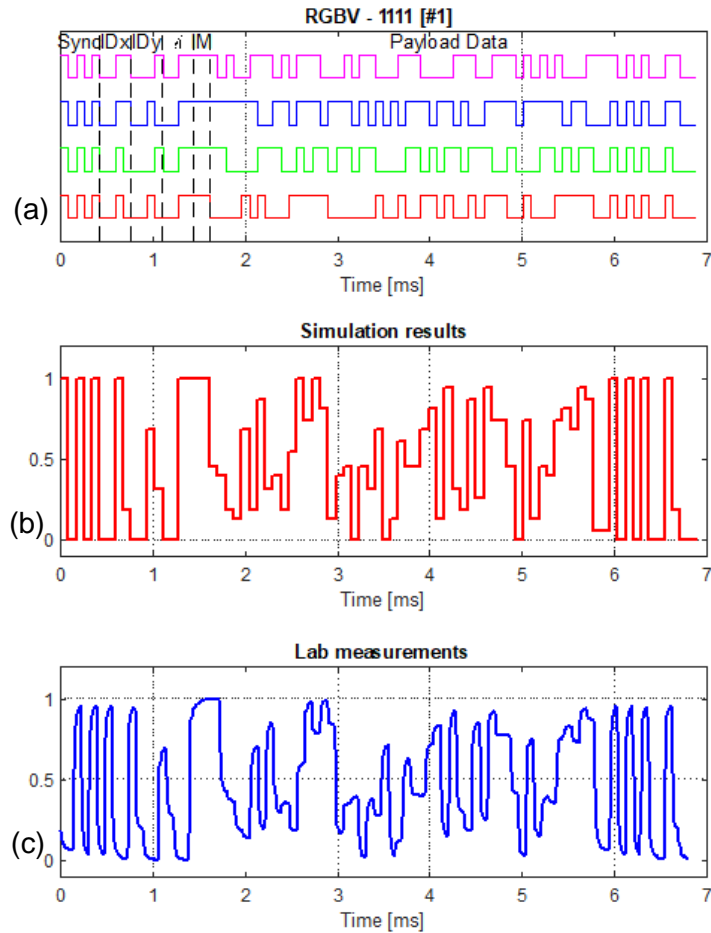 RGBV - 1111 [#1]
Sync IDx IDy IM Payload Data
(a)
0 1 2 3 4 5 6 7
Time [ms]
Simulation results
1
0.5
0
(b)
0 1 2 3 4 5 6 7
Time [ms]
Lab measurements
1
0.5
0
(c)
0 1 2 3 4 5 6 7
Time [ms]